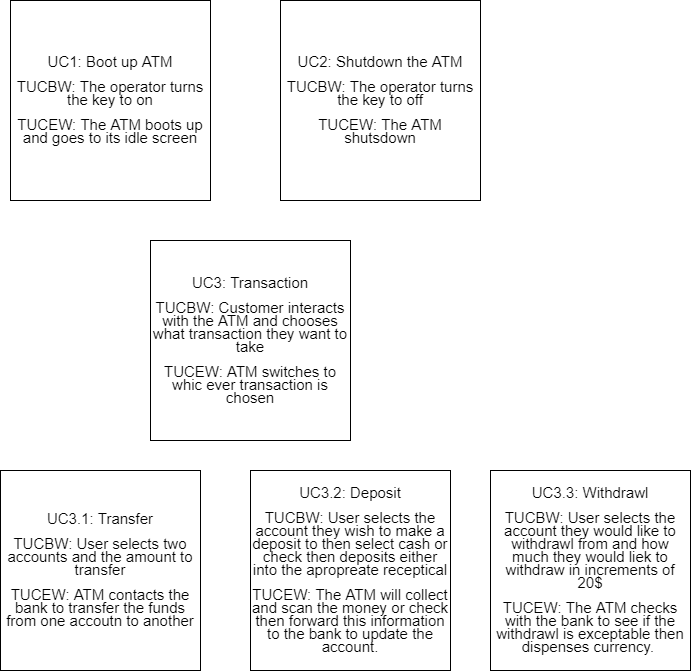 UC1: Boot up ATM
TUCBW: The operator turns
the key to on
TUCEW: The ATM boots up
and goes to its idle screen
UC2: Shutdown the ATM
TUCBW: The operator turns
the key to off
TUCEW: The ATM
shutsdown
UC3: Transaction
TUCBW: Customer interacts
with the ATM and chooses
what transaction they want to
take
TUCEW: ATM switches to
whic ever transaction is
chosen
UC3.1: Transfer
TUCBW: User selects two
accounts and the amount to
transfer
TUCEW: ATM contacts the
bank to transfer the funds
from one accoutn to another
UC3.2: Deposit
TUCBW: User selects the
account they wish to make a
deposit to then select cash or
check then deposits either
into the apropreate receptical
TUCEW: The ATM will collect
and scan the money or check
then forward this information
to the bank to update the
account.
UC3.3: Withdrawl
TUCBW: User selects the
account they would like to
withdrawl from and how
much they would liek to
withdraw in increments of
20$
TUCEW: The ATM checks
with the bank to see if the
withdrawl is exceptable then
dispenses currency.